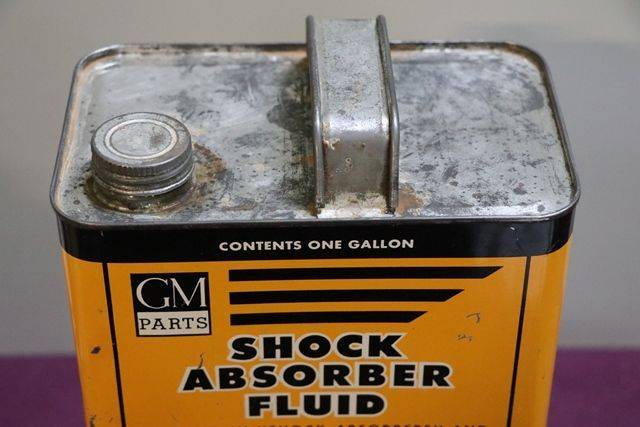 CONTENTS ONE GALLON
GM
PARTS
SHOCK
ABSORBER
FLUID